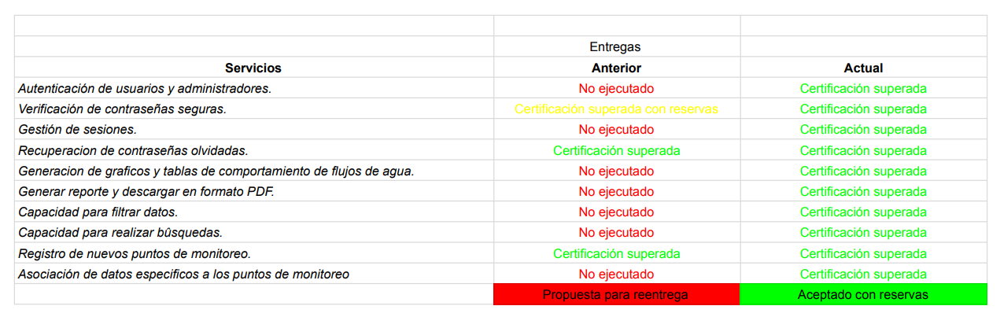 Entregas
Servicios Anterior Actual
Autenticación de usuarios y administradores. No ejecutado Certificación superada
Verificación de contraseñas seguras. Certificación superada con reservas Certificación superada
Gestión de sesiones. No ejecutado Certificación superada
Recuperacion de contraseñas olvidadas. Certificación superada Certificación superada
Generacion de graficos y tablas de comportamiento de flujos de agua. No ejecutado Certificación superada
Generar reporte y descargar en formato PDF. No ejecutado Certificación superada
Capacidad para filtrar datos. No ejecutado Certificación superada
Capacidad para realizar bûsquedas. No ejecutado Certificación superada
Registro de nuevos puntos de monitoreo. Certificación superada Certificación superada
Asociación de datos especificos a los puntos de monitoreo No ejecutado Certificación superada
Propuesta para reentrega Aceptado con reservas